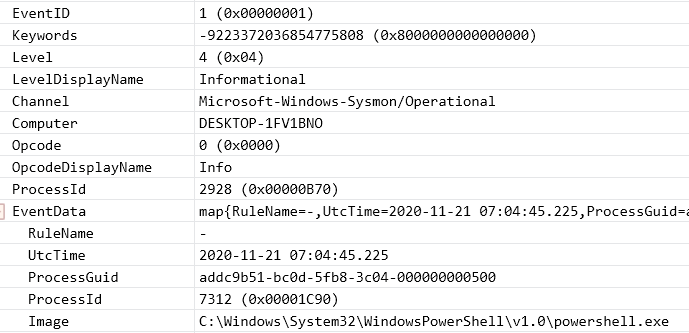 EventID 1 (0x00000001)
Keywords -9223372036854775808 (0x8000000000000000)
Level 4 (0x04)
LevelDisplayName Informational
Channel Microsoft-Windows-Sysmon/Operational
Computer DESKTOP-1FV1BNO
Opcode 0 (0x0000)
OpcodeDisplayName Info
ProcessId 2928 (0x00000B70)
EventData map{RuleName=-,UtcTime=2020-11-21 07:04:45.225,ProcessGuid=a
RuleName -
UtcTime 2020-11-21 07:04:45.225
ProcessGuid addc9b51-bc0d-5fb8-3c04-000000000500
ProcessId 7312 (0x00001C90)
Image C:\Windows\System32\WindowsPowerShell\v1.0\powershell.exe